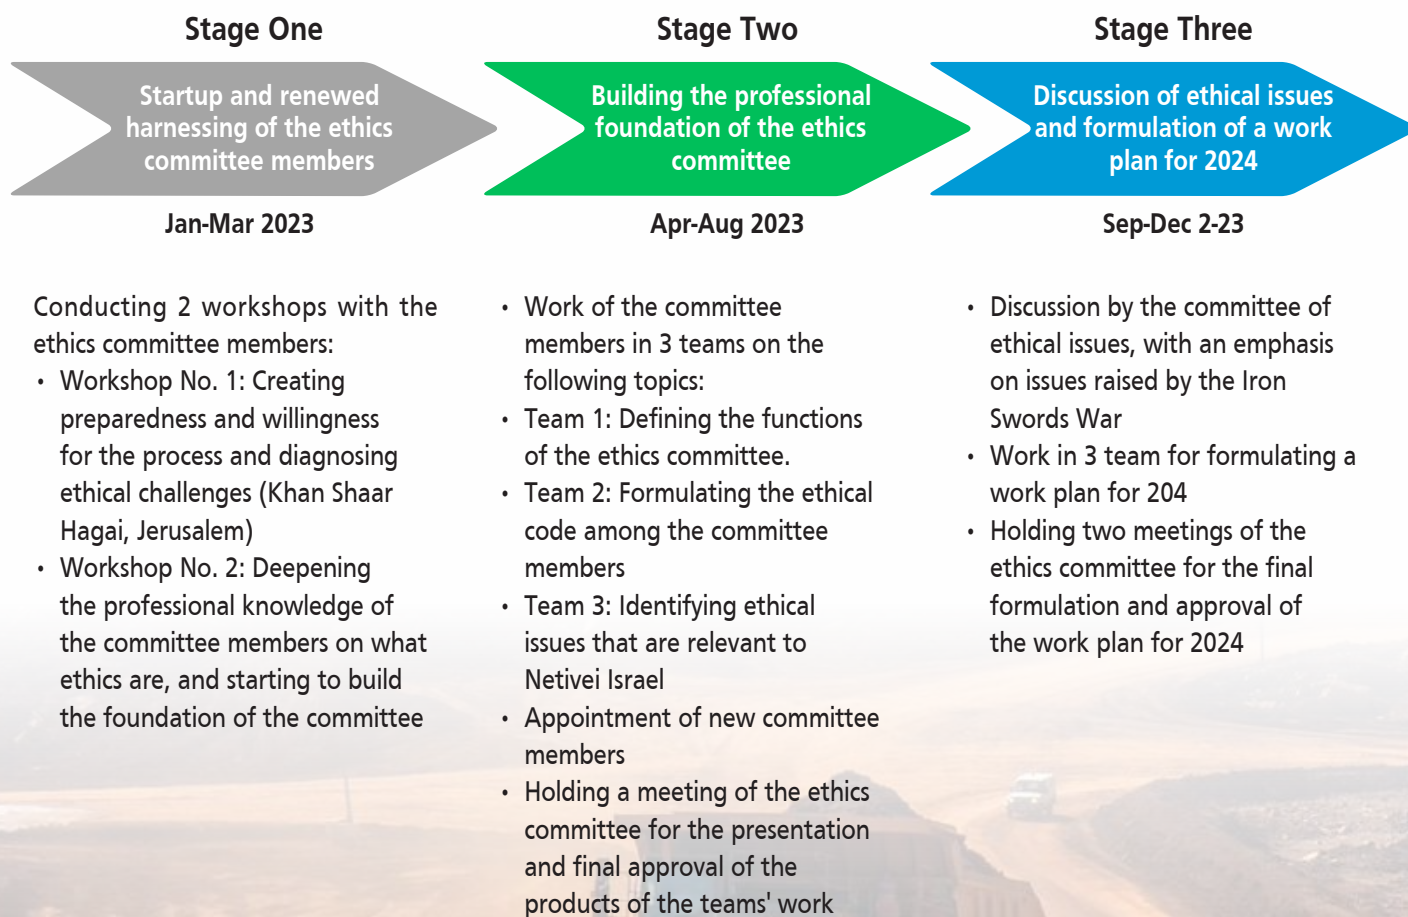 Stage One
Startup and renewed
harnessing of the ethics
committee members
Jan-Mar 2023
Conducting 2 workshops with the
ethics committee members:
• Workshop No. 1: Creating
preparedness and willingness
for the process and diagnosing
ethical challenges (Khan Shaar
Hagai, Jerusalem)
• Workshop No. 2: Deepening
the professional knowledge of
the committee members on what
ethics are, and starting to build
the foundation of the committee
Stage Two
Building the professional
foundation of the ethics
committee
Apr-Aug 2023
• Work of the committee
members in 3 teams on the
following topics:
• Team 1: Defining the functions
of the ethics committee.
• Team 2: Formulating the ethical
code among the committee
members
• Team 3: Identifying ethical
issues that are relevant to
Netivei Israel
• Appointment of new committee
members
• Holding a meeting of the ethics
committee for the presentation
and final approval of the
products of the teams' work
Stage Three
Discussion of ethical issues
and formulation of a work
plan for 2024
Sep-Dec 2-23
• Discussion by the committee of
ethical issues, with an emphasis
on issues raised by the Iron
Swords War
• Work in 3 team for formulating a
work plan for 204
• Holding two meetings of the
ethics committee for the final
formulation and approval of
the work plan for 2024